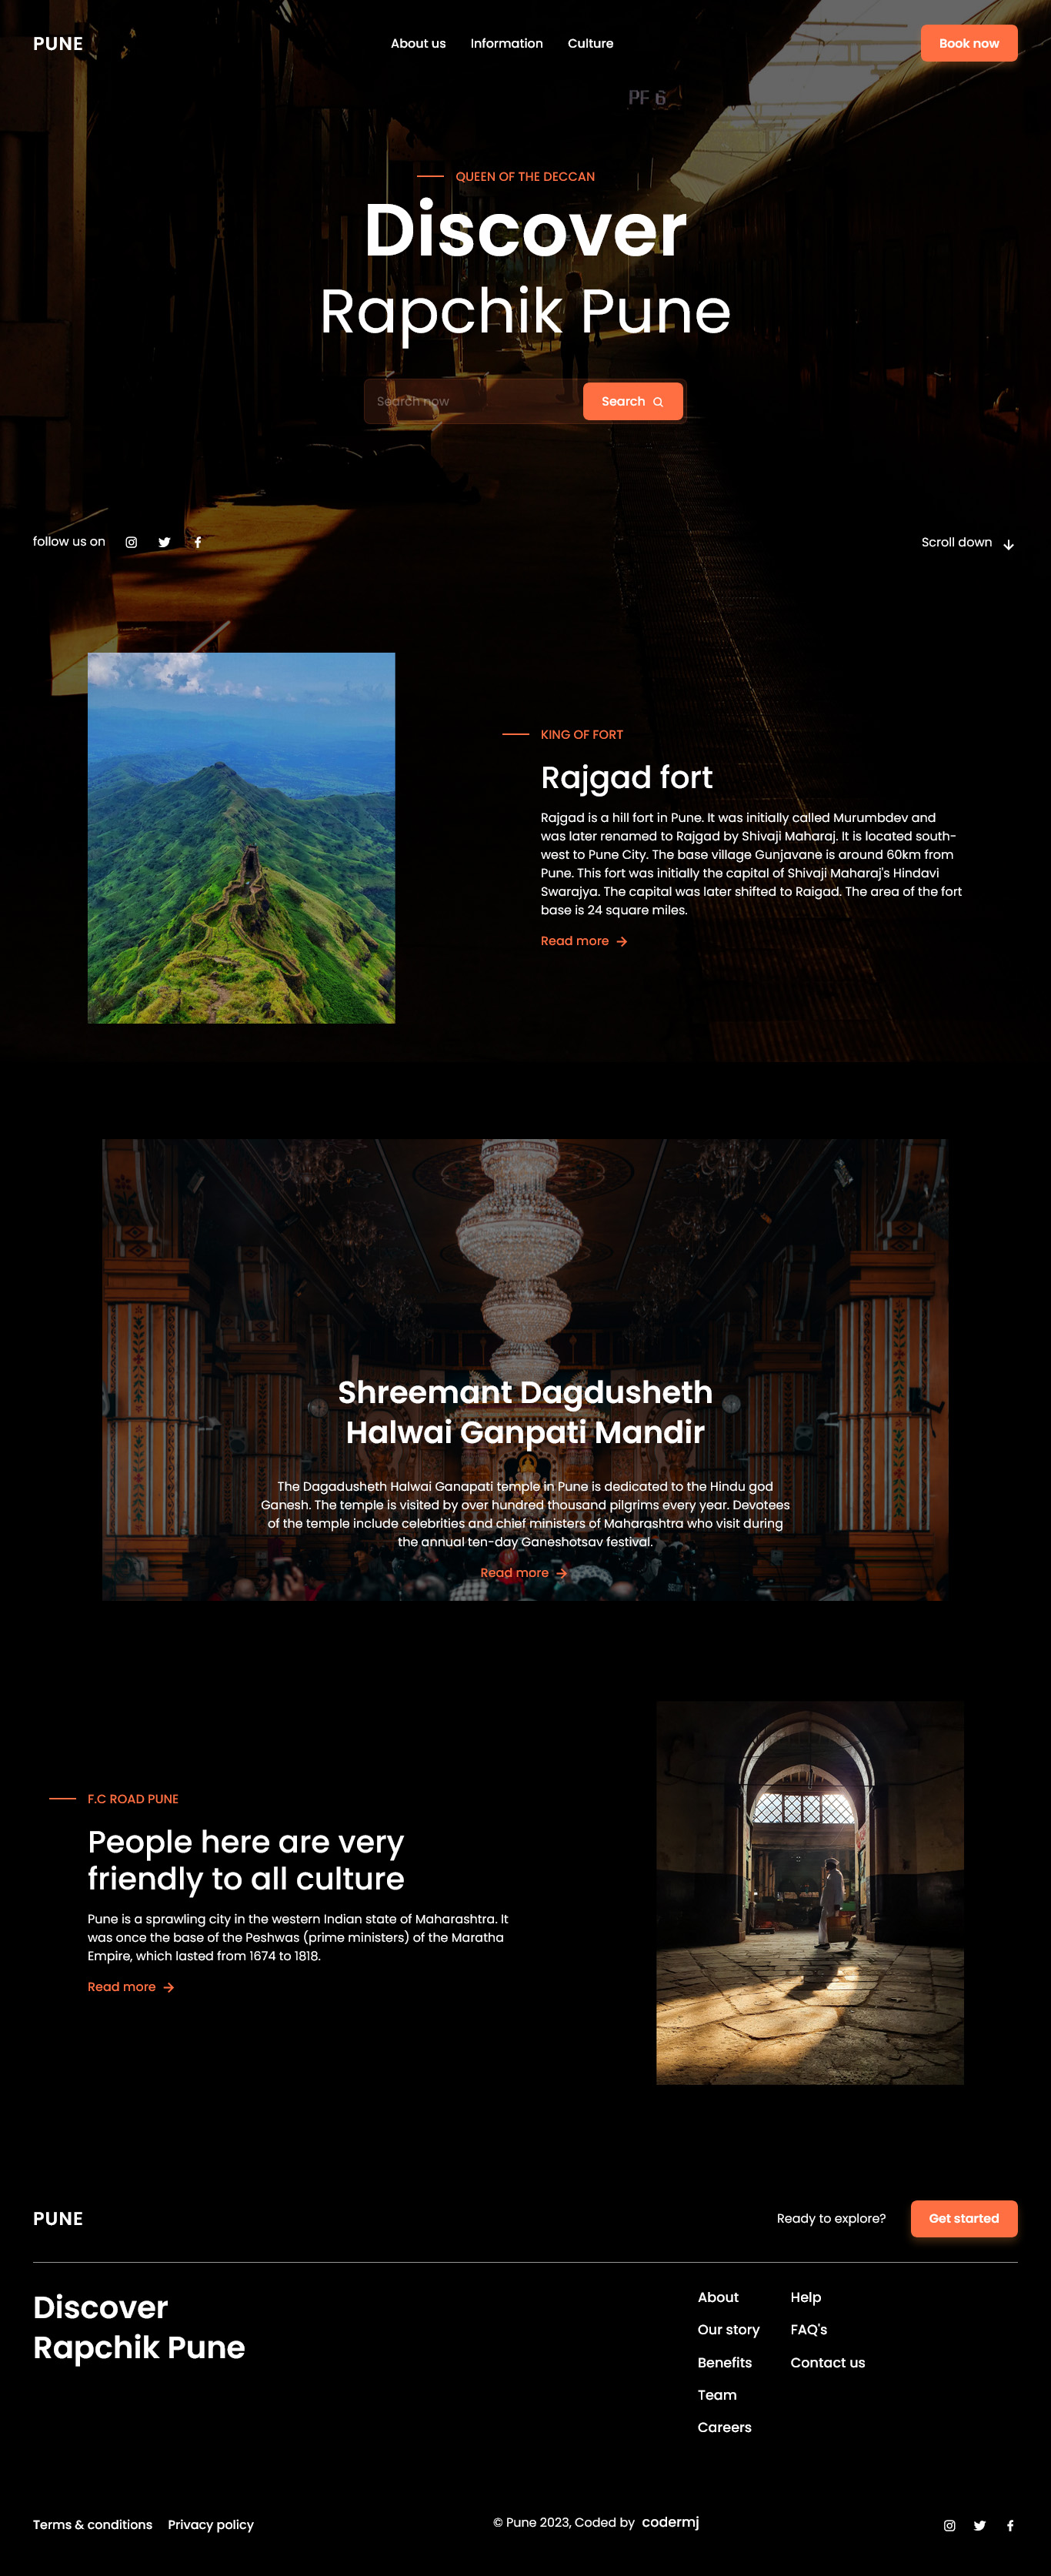 PUNE
About us
Information
Culture
Book now
PF 6
QUEEN OF THE DECCAN
Discover
Rapchik Pune
Search now
Search
follow us on
Scroll down
KING OF FORT
Rajgad fort
Rajgad is a hill fort in Pune. It was initially called Murumbdev and
was later renamed to Rajgad by Shivaji Maharaj. It is located south-
west to Pune City. The base village Gunjavane is around 60km from
Pune. This fort was initially the capital of Shivaji Maharaj's Hindavi
Swarajya. The capital was later shifted to Raigad. The area of the fort
base is 24 square miles.
Read more
Shreemant Dagdusheth
Halwai Ganpati Mandir
The Dagadusheth Halwai Ganapati temple in Pune is dedicated to the Hindu god
Ganesh. The temple is visited by over hundred thousand pilgrims every year. Devotees
of the temple include celebrities and chief ministers of Maharashtra who visit during
the annual ten-day Ganeshotsav festival.
Read more
F.C ROAD PUNE
People here are very
friendly to all culture
Pune is a sprawling city in the western Indian state of Maharashtra. It
was once the base of the Peshwas (prime ministers) of the Maratha
Empire, which lasted from 1674 to 1818.
Read more
PUNE
Ready to explore?
Get started
Discover
Rapchik Pune
About
Our story
Benefits
Team
Careers
Help
FAQ's
Contact us
Terms & conditions
Privacy policy
© Pune 2023, Coded by codermj